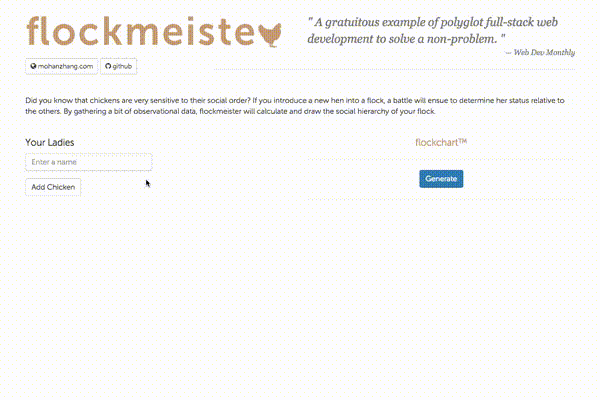 flockmeiste
" A gratuitous example of polyglot full-stack web
development to solve a non-problem. "
— Web Dev Monthly
mohanzhang.com
github
Did you know that chickens are very sensitive to their social order? If you introduce a new hen into a flock, a battle will ensue to determine her status relative to
the others. By gathering a bit of observational data, flockmeister will calculate and draw the social hierarchy of your flock.
Your Ladies
flockchart™
Enter a name
Generate
Add Chicken